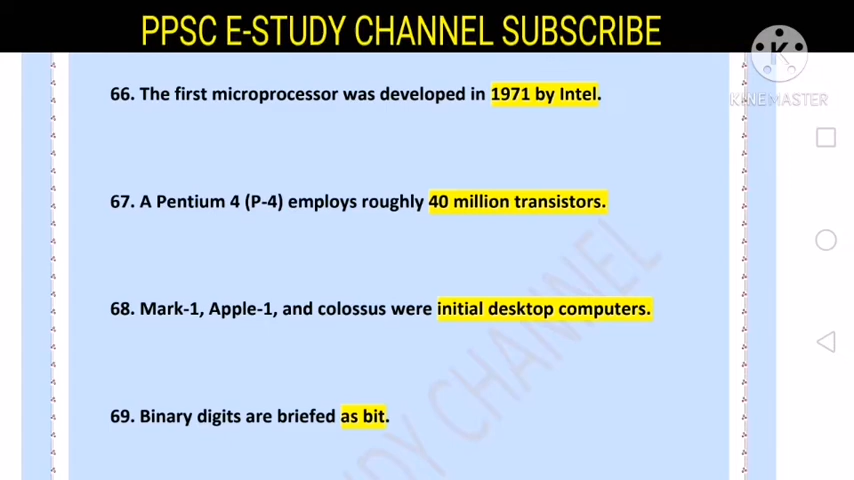 PPSC E-STUDY CHANNEL SUBSCRIBE
KINEMASTER
66. The first microprocessor was developed in 1971 by Intel.
67. A Pentium 4 (P-4) employs roughly 40 million transistors.
68. Mark-1, Apple-1, and colossus were initial desktop computers.
69. Binary digits are briefed as bit.
UDY CHANNEL